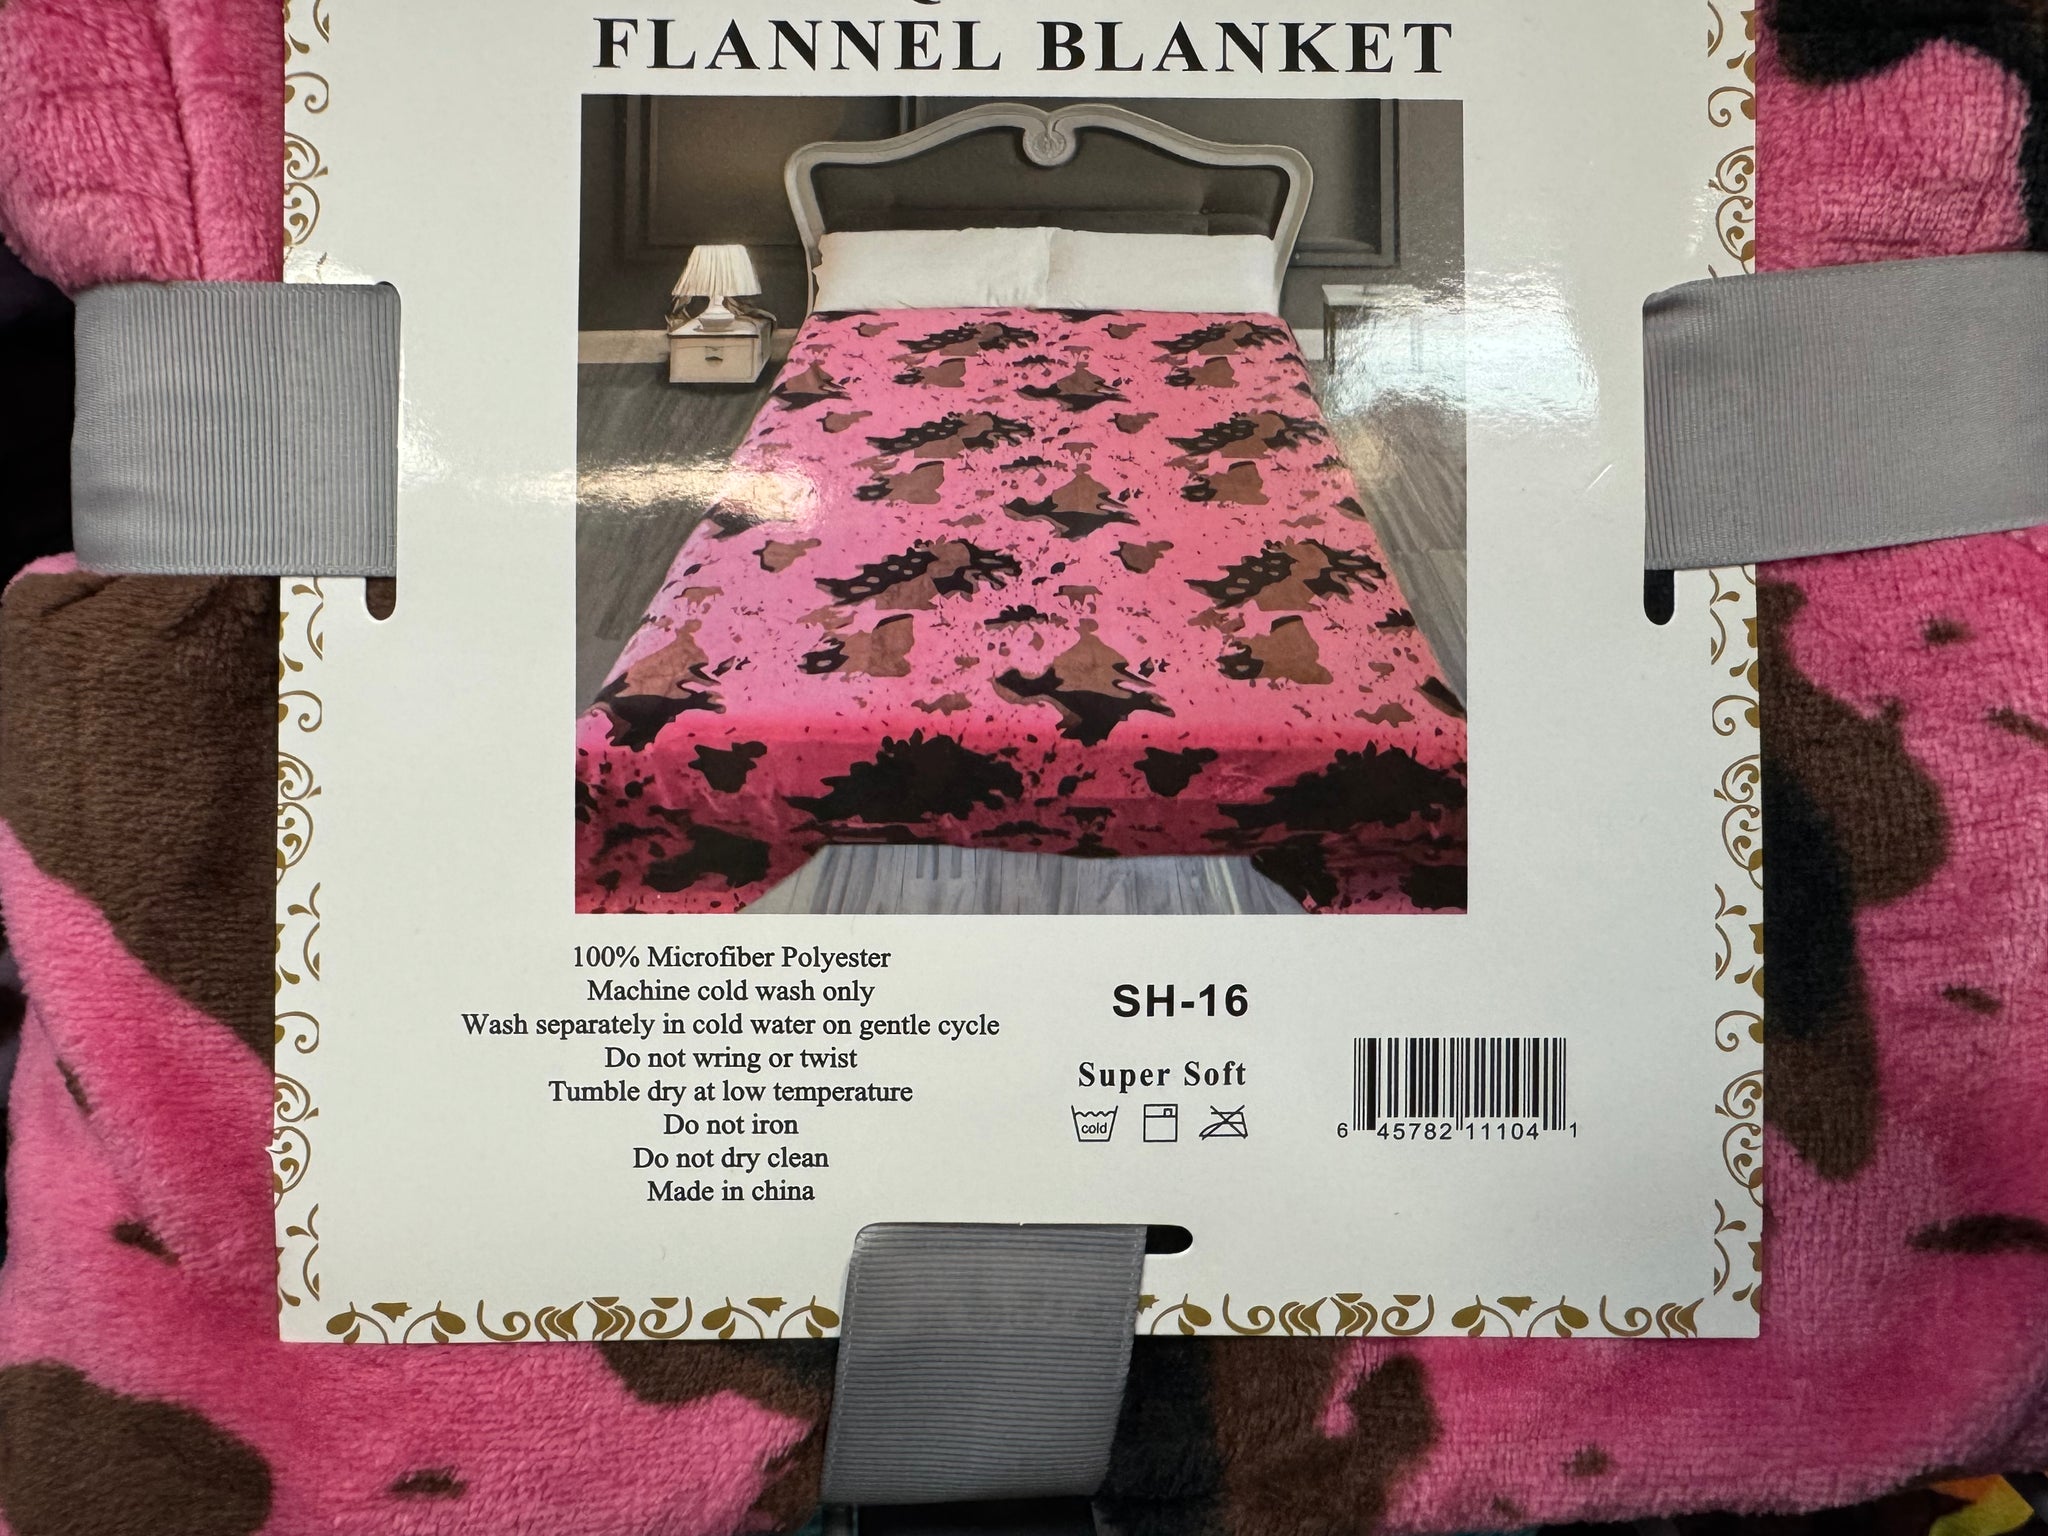 FLANNEL BLANKET
100% Microfiber Polyester
Machine cold wash only
Wash separately in cold water on gentle cycle
Do not wring or twist
Tumble dry at low temperature
Do not iron
Do not dry clean
Made in china
SH-16
Super Soft
cold
6 45782 11104 1